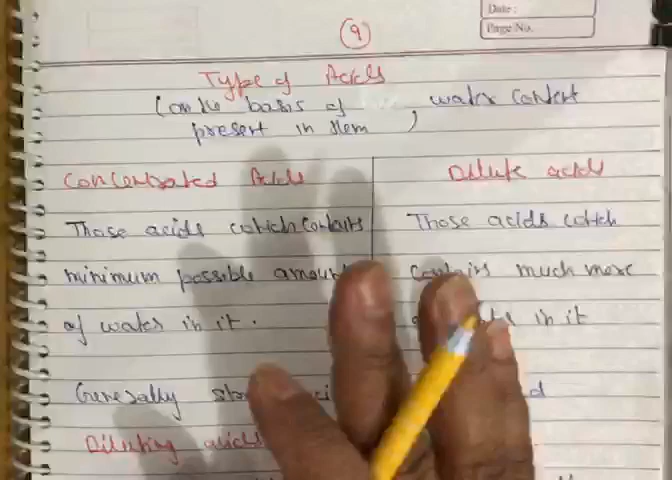 Date :
Page No.
9
Type of Acids
(on the basis of water content
present in them )
Concentrated Acids
Dilute acids
Those acids which contains
minimum possible amount
of water in it.
Those acids which
contains much more
in it
Generally
Diluting acids